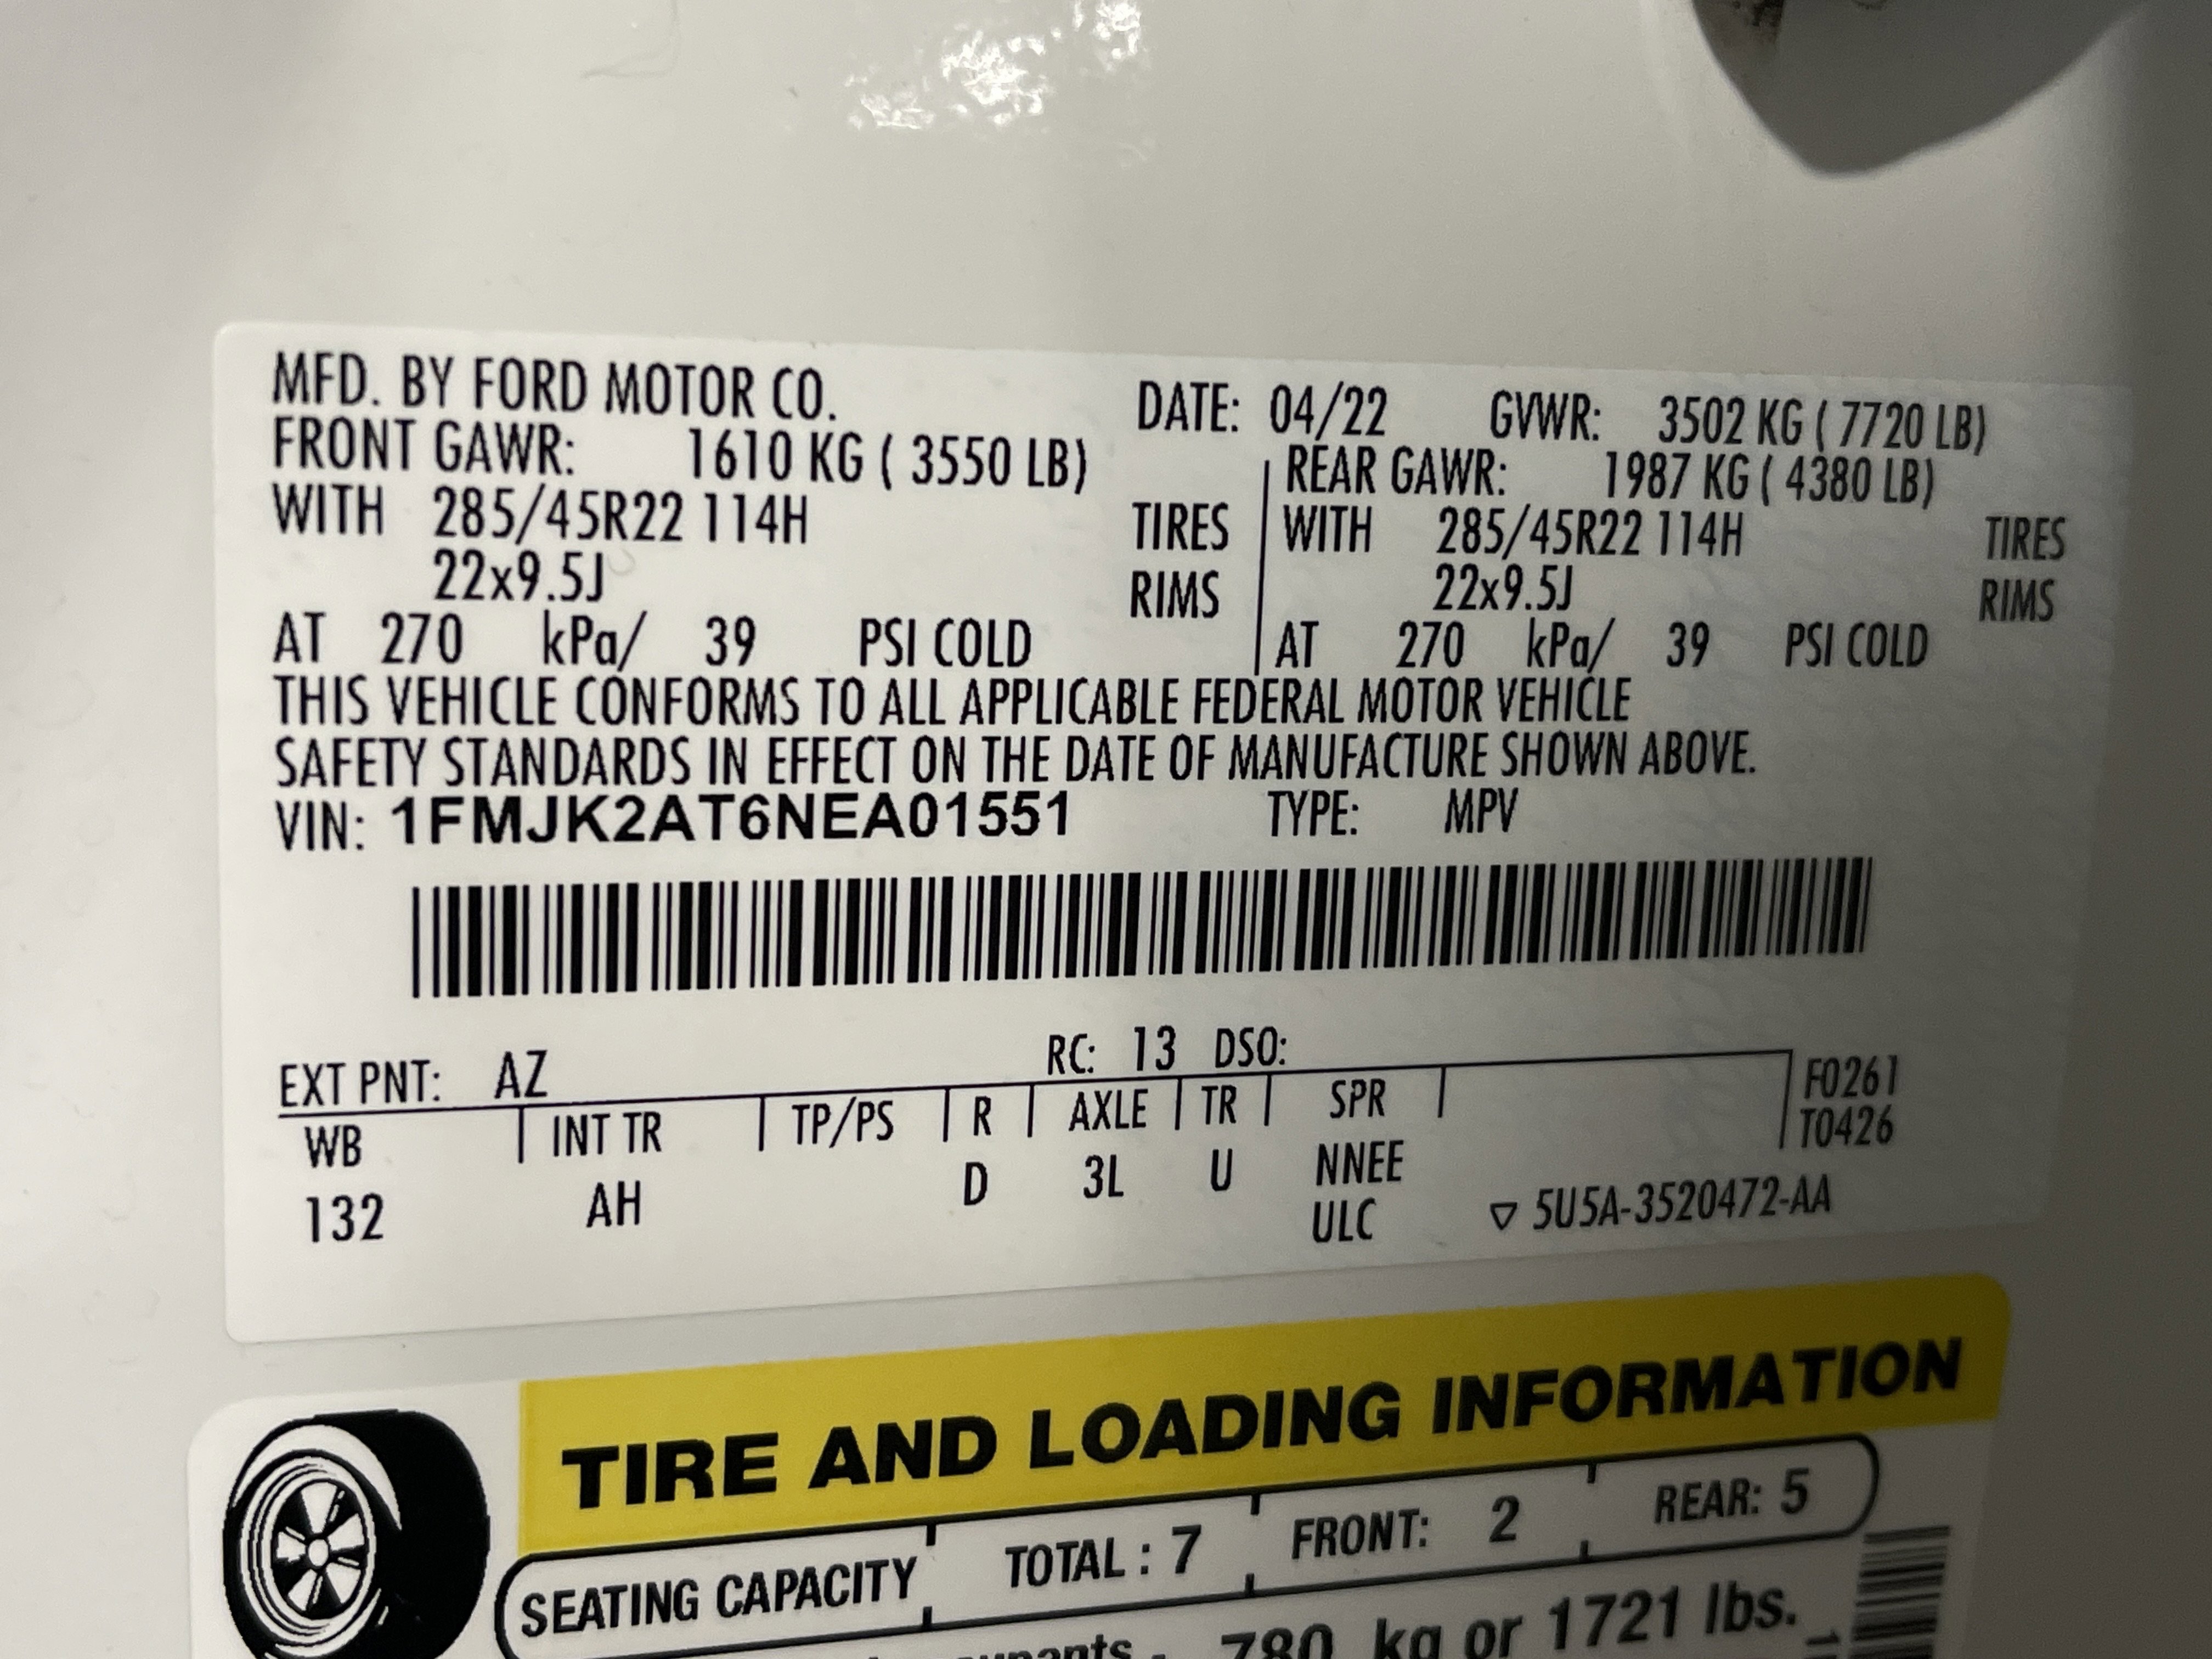 MFD. BY FORD MOTOR CO.
DATE: 04/22 GVWR: 3502 KG ( 7720 LB)
FRONT GAWR: 1610 KG ( 3550 LB)
REAR GAWR: 1987 KG ( 4380 LB)
WITH 285/45R22 114H TIRES
WITH 285/45R22 114H TIRES
22x9.5J RIMS
22x9.5J RIMS
AT 270 kPa/ 39 PSI COLD
AT 270 kPa/ 39 PSI COLD
THIS VEHICLE CONFORMS TO ALL APPLICABLE FEDERAL MOTOR VEHICLE
SAFETY STANDARDS IN EFFECT ON THE DATE OF MANUFACTURE SHOWN ABOVE.
VIN: 1FMJK2AT6NEA01551 TYPE: MPV
EXT PNT: AZ RC: 13 DSO:
WB INT TR TP/PS R AXLE TR SPR F0261
T0426
132 AH D 3L U NNEE
ULC ▽ 5U5A-3520472-AA
TIRE AND LOADING INFORMATION
SEATING CAPACITY TOTAL : 7 FRONT: 2 REAR: 5
780 kg or 1721 lbs.